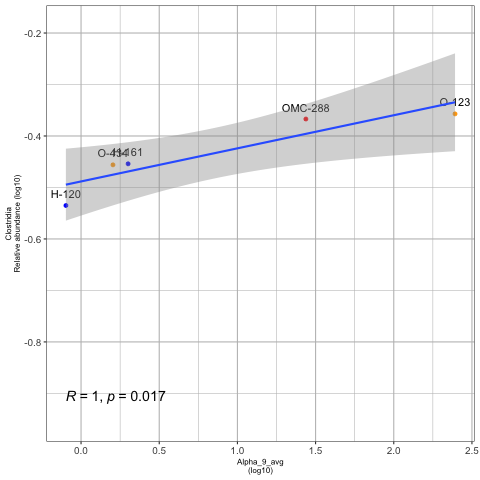 -0.2
-0.4
-0.6
-0.8
Clostridia
Relative abundance (log10)
OMC-288
O-123
H-120
R = 1, p = 0.017
0.0
0.5
1.0
1.5
2.0
2.5
Alpha_9_avg
(log10)